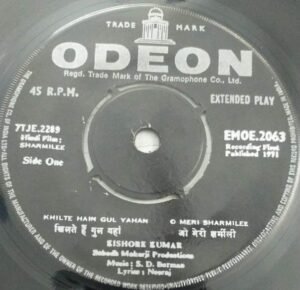 TRADE MARK
ODEON
Regd. Trade Mark of The Gramophone Co., Ltd.
45 R.P.M.
EXTENDED PLAY
7TJE.2289
Hindi Film:
SHARMILEE
Side One
EMOE.2063
Recording First
Published 1971
KHILTE HAIN GUL YAHAN
© MERI SHARMILEE
खिलते हैं गुल यहां
जो मेरी शर्मीली
KISHORE KUMAR
Subodh Mukerji Productions
Music: S. D. Burman
Lyrics: Neeraj